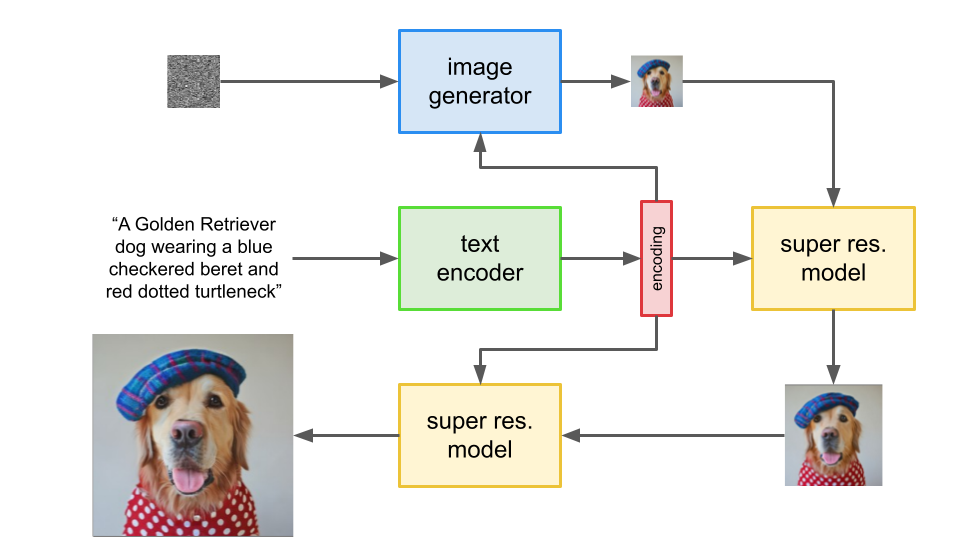 image
generator
“A Golden Retriever
dog wearing a blue
checkered beret and
red dotted turtleneck”
text
encoder
encoding
super res.
model
super res.
model